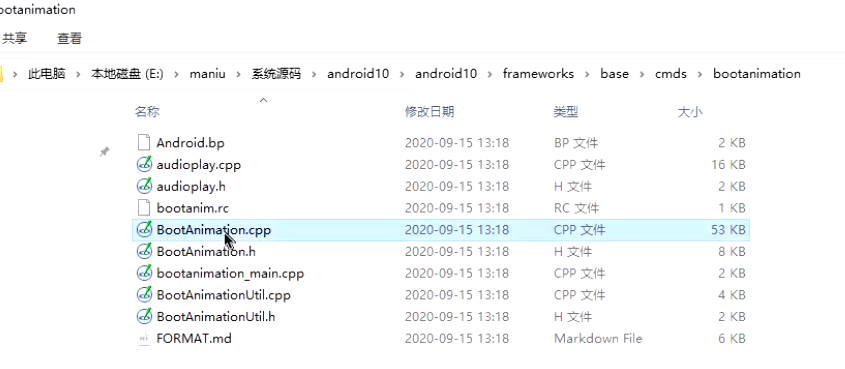 ootanimation
共享 查看
此电脑 › 本地磁盘 (E:) › maniu › 系统源码 › android10 › android10 › frameworks › base › cmds › bootanimation
名称 修改日期 类型 大小
Android.bp 2020-09-15 13:18 BP 文件 2 KB
audioplay.cpp 2020-09-15 13:18 CPP 文件 16 KB
audioplay.h 2020-09-15 13:18 H 文件 2 KB
bootanim.rc 2020-09-15 13:18 RC 文件 1 KB
BootAnimation.cpp 2020-09-15 13:18 CPP 文件 53 KB
BootAnimation.h 2020-09-15 13:18 H 文件 8 KB
bootanimation_main.cpp 2020-09-15 13:18 CPP 文件 2 KB
BootAnimationUtil.cpp 2020-09-15 13:18 CPP 文件 4 KB
BootAnimationUtil.h 2020-09-15 13:18 H 文件 2 KB
FORMAT.md 2020-09-15 13:18 Markdown File 6 KB